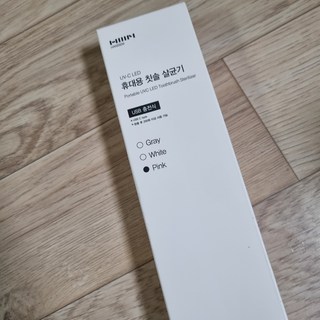 UV-C LED
휴대용 칫솔 살균기
Portable UVC LED Toothbrush Sterilizer
USB 충전식
Gray
White
Pink